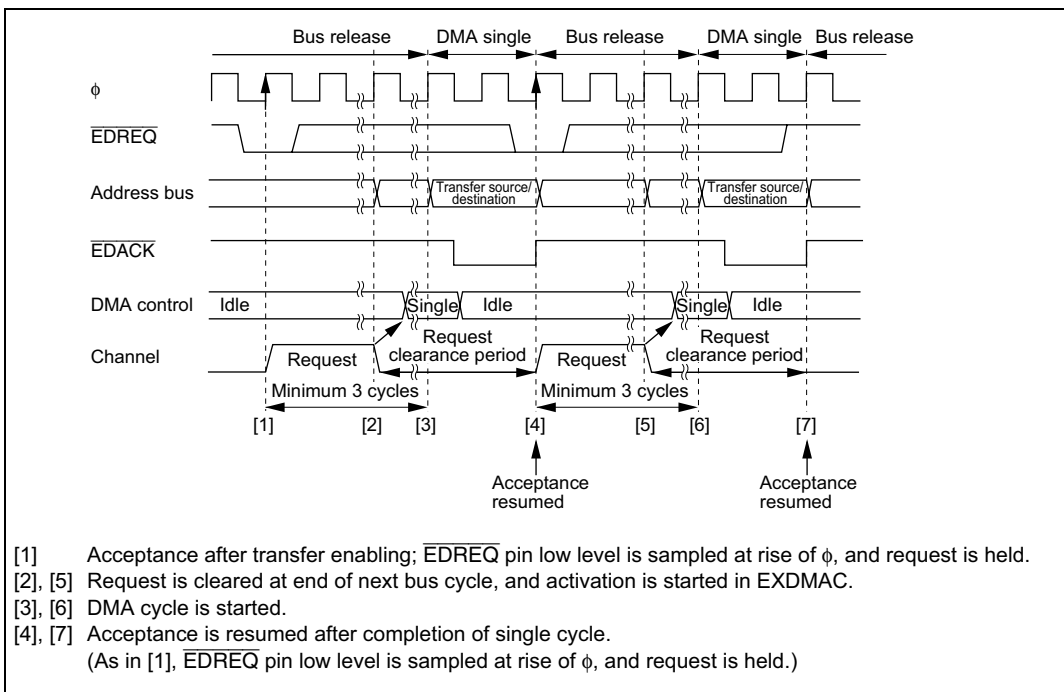 Bus release DMA single Bus release DMA single Bus release
ϕ
EDREQ
Address bus Transfer source/ destination Transfer source/ destination
EDACK
DMA control Idle Single Idle Single Idle
Channel Request Request clearance period Request Request clearance period
Minimum 3 cycles Minimum 3 cycles
[1] [2] [3] [4] [5] [6] [7]
Acceptance resumed Acceptance resumed
[1] Acceptance after transfer enabling; EDREQ pin low level is sampled at rise of ϕ, and request is held.
[2], [5] Request is cleared at end of next bus cycle, and activation is started in EXDMAC.
[3], [6] DMA cycle is started.
[4], [7] Acceptance is resumed after completion of single cycle.
(As in [1], EDREQ pin low level is sampled at rise of ϕ, and request is held.)